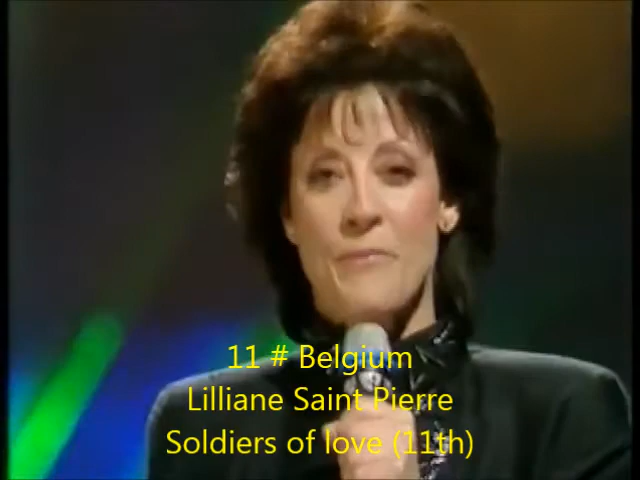 11 # Belgium
Lilliane Saint Pierre
Soldiers of love (11th)